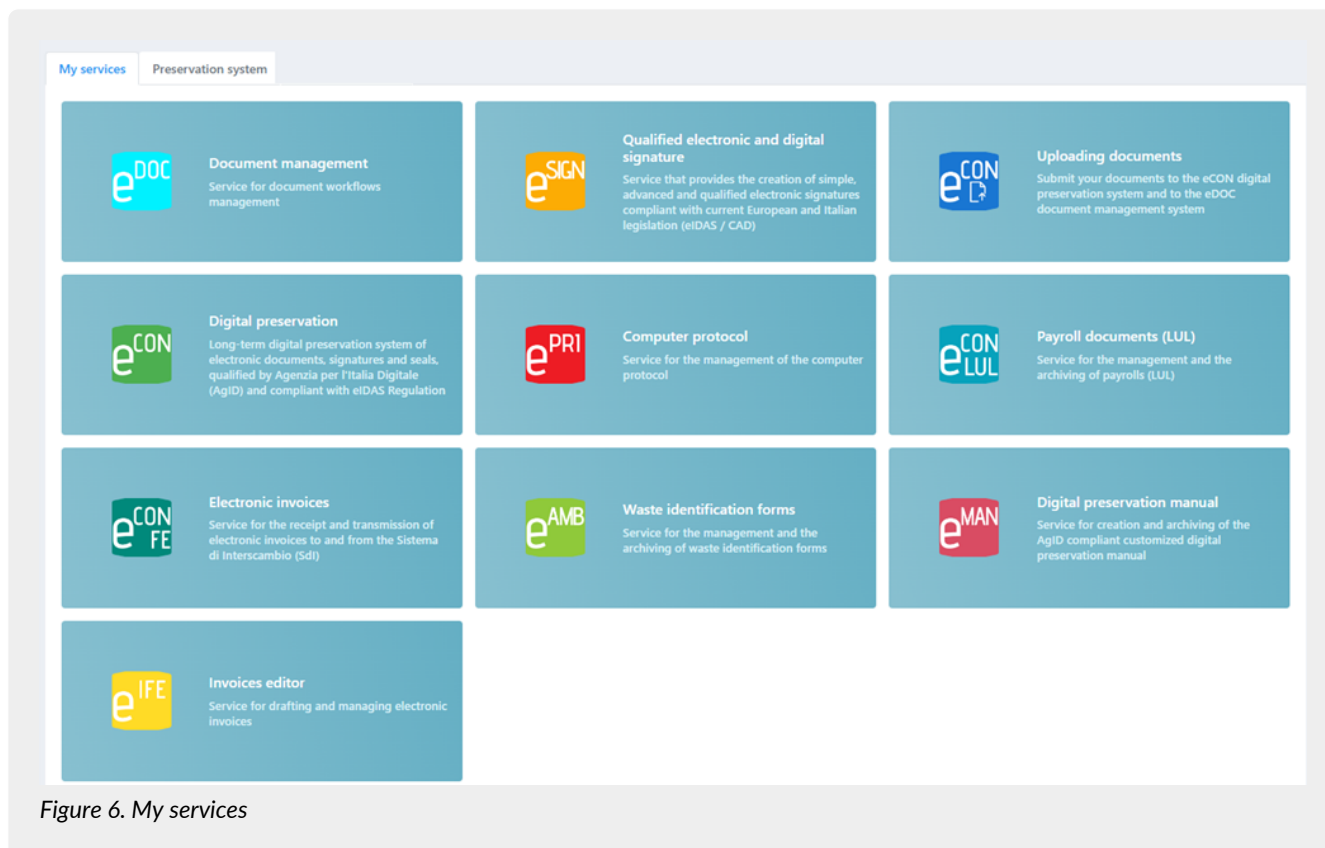 My services
Preservation system
eDOC
Document management
Service for document workflows
management
eSIGN
Qualified electronic and digital
signature
Service that provides the creation of simple,
advanced and qualified electronic signatures
compliant with current European and Italian
legislation (eIDAS / CAD)
eCON
Uploading documents
Submit your documents to the eCON digital
preservation system and to the eDOC
document management system
eCON
Digital preservation
Long-term digital preservation system of
electronic documents, signatures and seals,
qualified by Agenzia per l'Italia Digitale
(AgID) and compliant with eIDAS Regulation
ePRI
Computer protocol
Service for the management of the computer
protocol
eCON
LUL
Payroll documents (LUL)
Service for the management and the
archiving of payrolls (LUL)
eCON
FE
Electronic invoices
Service for the receipt and transmission of
electronic invoices to and from the Sistema
di Interscambio (SdI)
eAMB
Waste identification forms
Service for the management and the
archiving of waste identification forms
eMAN
Digital preservation manual
Service for creation and archiving of the
AgID compliant customized digital
preservation manual
eIFE
Invoices editor
Service for drafting and managing electronic
invoices
Figure 6. My services